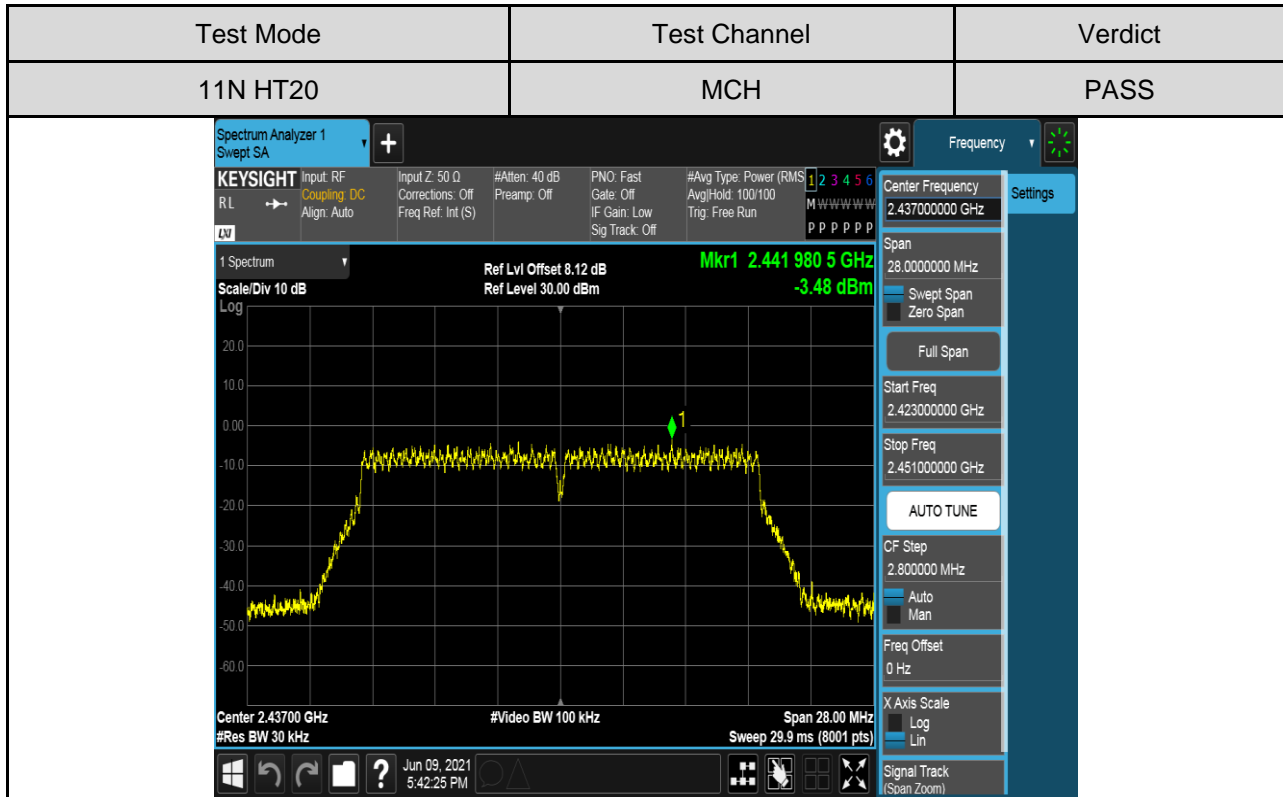 Test Mode Test Channel Verdict
11N HT20 MCH PASS
Spectrum Analyzer 1
Swept SA
+
Frequency
KEYSIGHT
RL
LXI
Input: RF
Coupling: DC
Align: Auto
Input Z: 50 Ω
Corrections: Off
Freq Ref: Int (S)
#Atten: 40 dB
Preamp: Off
PNO: Fast
Gate: Off
IF Gain: Low
Sig Track: Off
#Avg Type: Power (RMS
Avg|Hold: 100/100
Trig: Free Run
1 2 3 4 5 6
M W W W W W
P P P P P P
Center Frequency
2.437000000 GHz
Settings
Span
28.0000000 MHz
Swept Span
Zero Span
Full Span
Start Freq
2.423000000 GHz
Stop Freq
2.451000000 GHz
AUTO TUNE
CF Step
2.800000 MHz
Auto
Man
Freq Offset
0 Hz
X Axis Scale
Log
Lin
Signal Track
(Span Zoom)
1 Spectrum
Scale/Div 10 dB
Log
Ref Lvl Offset 8.12 dB
Ref Level 30.00 dBm
Mkr1 2.441 980 5 GHz
-3.48 dBm
20.0
10.0
0.00
-10.0
-20.0
-30.0
-40.0
-50.0
-60.0
1
Center 2.43700 GHz
#Res BW 30 kHz
#Video BW 100 kHz
Span 28.00 MHz
Sweep 29.9 ms (8001 pts)
?
Jun 09, 2021
5:42:25 PM